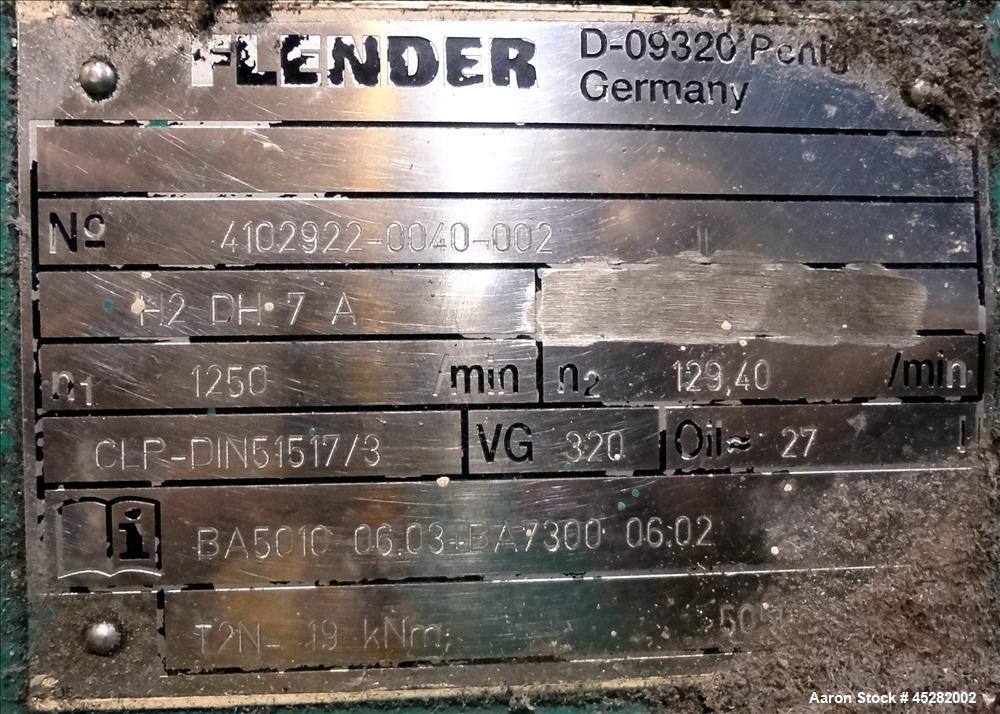 FLENDER D-09320 Penig
Germany
Nº 4102922-0040-002
H2 DH 7 A
n1 1250 /min n2 129,40 /min
CLP-DIN51517/3 VG 320 Oil≈ 27 l
i BA5010 06.03+BA7300 06:02
T2N= 19 kNm;
Aaron Stock # 45282002